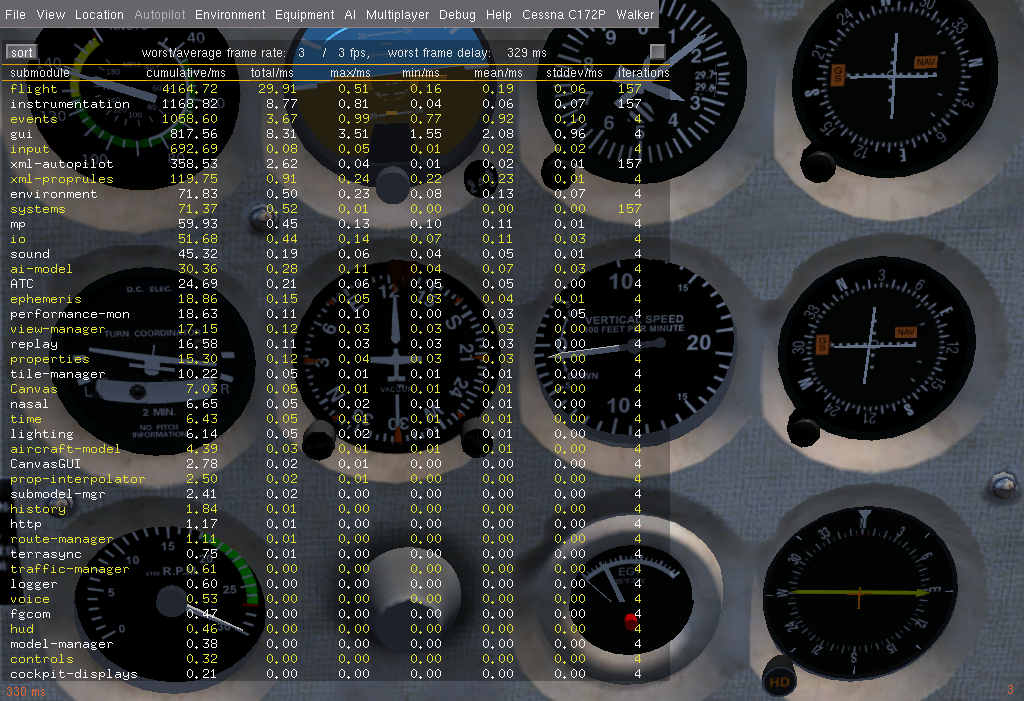 File View Location Autopilot Environment Equipment AI Multiplayer Debug Help Cessna C172P Walker
sort worst/average frame rate: 3 / 3 fps, worst frame delay: 329 ms
submodule cumulative/ms total/ms max/ms min/ms mean/ms stddev/ms iterations
flight 4164.72 29.91 0.51 0.16 0.19 0.06 157
instrumentation 1168.82 8.77 0.81 0.04 0.06 0.07 157
events 1058.60 3.67 0.99 0.77 0.92 0.10 4
gui 817.56 8.31 3.51 1.55 2.08 0.96 4
input 692.69 0.08 0.05 0.01 0.02 0.02 4
xml-autopilot 358.53 2.62 0.04 0.01 0.02 0.01 157
xml-proprules 119.75 0.91 0.24 0.22 0.23 0.01 4
environment 71.83 0.50 0.23 0.08 0.13 0.07 4
systems 71.37 0.52 0.01 0.00 0.00 0.00 157
mp 59.93 0.45 0.13 0.10 0.11 0.01 4
io 51.68 0.44 0.14 0.07 0.11 0.03 4
sound 45.32 0.19 0.06 0.04 0.05 0.01 4
ai-model 30.36 0.28 0.11 0.04 0.07 0.03 4
ATC 24.69 0.21 0.06 0.05 0.05 0.00 4
ephemeris 18.86 0.15 0.05 0.03 0.04 0.01 4
performance-mon 18.63 0.11 0.10 0.00 0.03 0.05 4
view-manager 17.15 0.12 0.03 0.03 0.03 0.00 4
replay 16.58 0.11 0.03 0.03 0.03 0.00 4
properties 15.30 0.12 0.04 0.03 0.03 0.00 4
tile-manager 10.22 0.05 0.01 0.01 0.01 0.00 4
Canvas 7.03 0.05 0.01 0.01 0.01 0.00 4
nasal 6.65 0.05 0.02 0.01 0.01 0.00 4
time 6.43 0.05 0.01 0.01 0.01 0.00 4
lighting 6.14 0.05 0.02 0.01 0.01 0.00 4
aircraft-model 4.39 0.03 0.01 0.01 0.01 0.00 4
CanvasGUI 2.78 0.02 0.01 0.00 0.00 0.00 4
prop-interpolator 2.50 0.02 0.01 0.00 0.00 0.00 4
submodel-mgr 2.41 0.02 0.00 0.00 0.00 0.00 4
history 1.84 0.01 0.01 0.00 0.00 0.00 4
http 1.17 0.01 0.00 0.00 0.00 0.00 4
route-manager 1.11 0.01 0.00 0.00 0.00 0.00 4
terrasync 0.75 0.01 0.00 0.00 0.00 0.00 4
traffic-manager 0.61 0.00 0.00 0.00 0.00 0.00 4
logger 0.60 0.00 0.00 0.00 0.00 0.00 4
voice 0.53 0.00 0.00 0.00 0.00 0.00 4
fgcom 0.47 0.00 0.00 0.00 0.00 0.00 4
hud 0.46 0.00 0.00 0.00 0.00 0.00 4
model-manager 0.38 0.00 0.00 0.00 0.00 0.00 4
controls 0.32 0.00 0.00 0.00 0.00 0.00 4
cockpit-displays 0.21 0.00 0.00 0.00 0.00 0.00 4
330 ms
3
NAV
GS
D.C. ELEC.
TURN COORDINATOR
L R
2 MIN.
NO PITCH
INFORMATION
VACUUM
VERTICAL SPEED
100 FEET PER MINUTE
10
15
20
10
15
NAV
GS
R.P.M.
5
10
15
25
0
HD